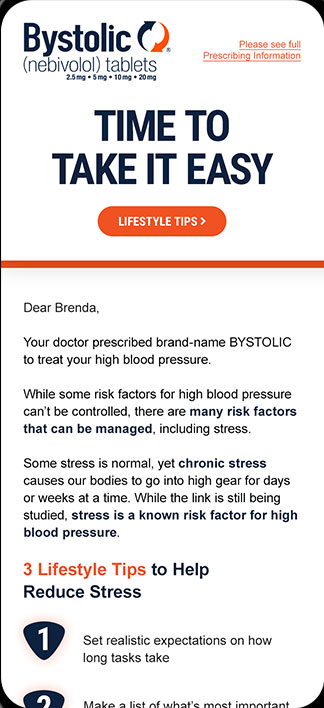 Bystolic®
(nebivolol) tablets
2.5 mg • 5 mg • 10 mg • 20 mg
Please see full
Prescribing Information
TIME TO
TAKE IT EASY
LIFESTYLE TIPS >
Dear Brenda,
Your doctor prescribed brand-name BYSTOLIC
to treat your high blood pressure.
While some risk factors for high blood pressure
can’t be controlled, there are many risk factors
that can be managed, including stress.
Some stress is normal, yet chronic stress
causes our bodies to go into high gear for days
or weeks at a time. While the link is still being
studied, stress is a known risk factor for high
blood pressure.
3 Lifestyle Tips to Help
Reduce Stress
1
Set realistic expectations on how
long tasks take
2
Make a list of what’s most important